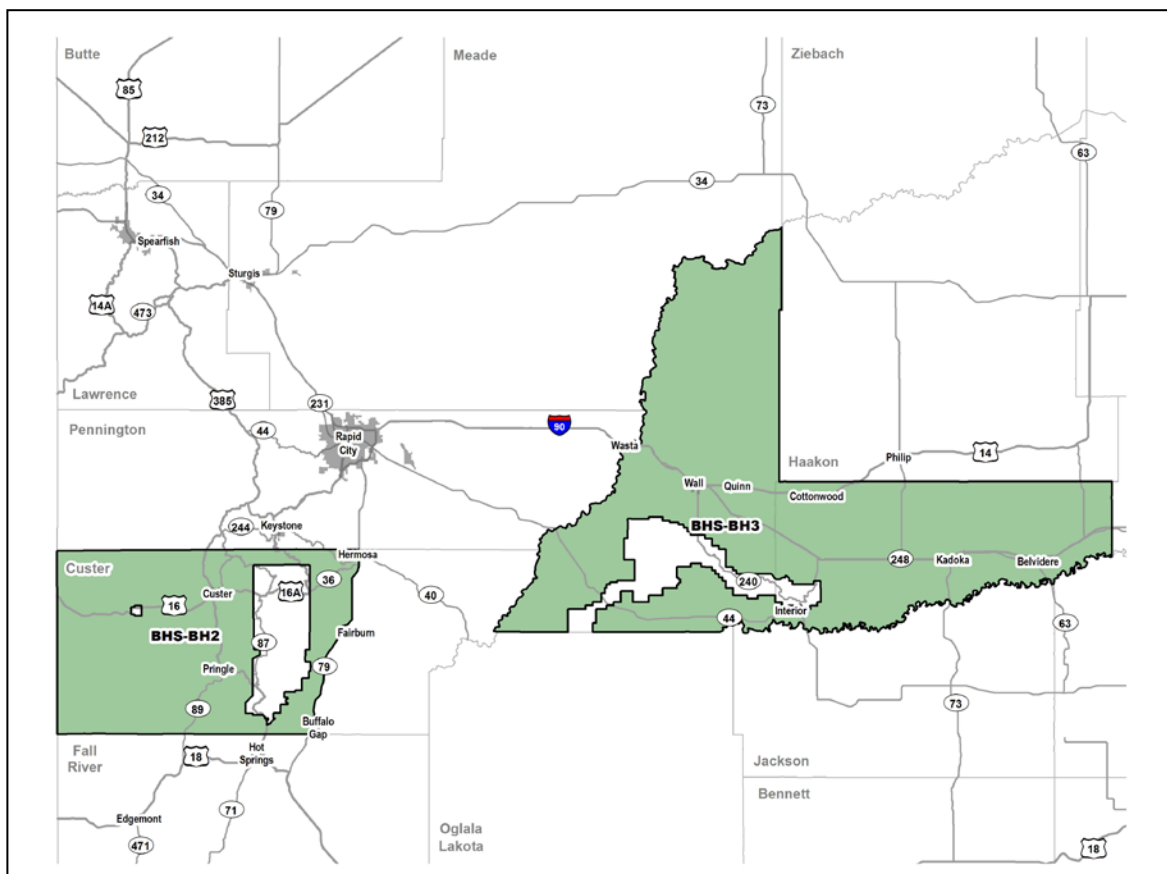 Butte
Meade
Ziebach
85
73
212
63
34
34
79
Spearfish
Sturgis
14A
473
Lawrence
385
231
Pennington
44
90
Rapid
City
Wasta
Philip
14
Haakon
Wall
Quinn
Cottonwood
244
Keystone
BHS-BH3
Hermosa
248
Kadoka
Belvidere
Custer
36
240
16
Custer
16A
40
Interior
44
BHS-BH2
87
Fairburn
63
Pringle
79
89
73
Buffalo
Gap
Fall
River
18
Hot
Springs
Jackson
Bennett
71
Edgemont
471
Oglala
Lakota
18